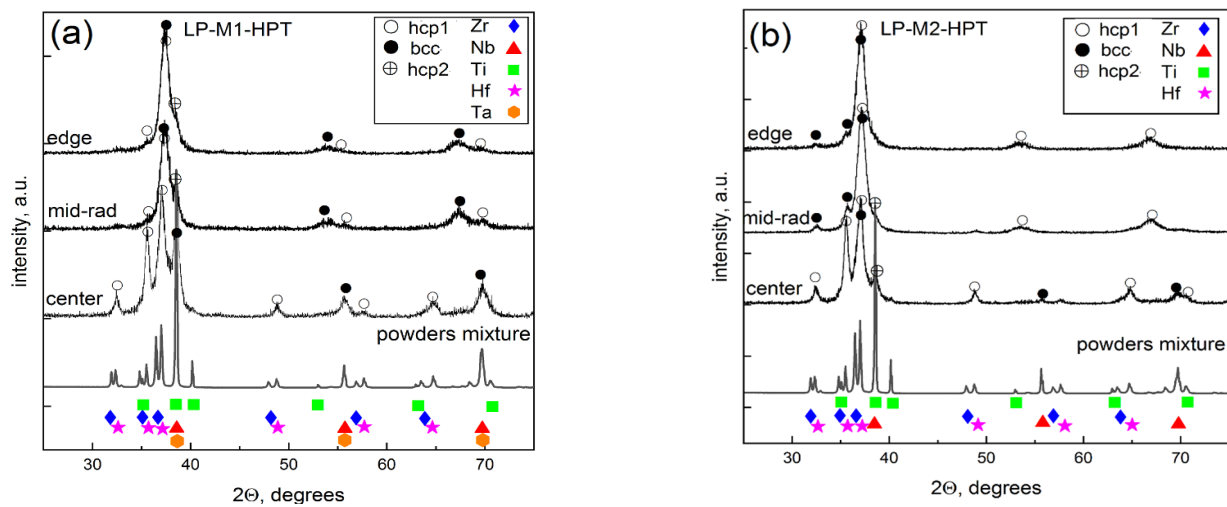 (a)
LP-M1-HPT
hcp1
bcc
hcp2
Zr
Nb
Ti
Hf
Ta
edge
mid-rad
center
powders mixture
intensity, a.u.
30 40 50 60 70
2Θ, degrees
(b)
LP-M2-HPT
hcp1
bcc
hcp2
Zr
Nb
Ti
Hf
edge
mid-rad
center
powders mixture
intensity, a.u.
30 40 50 60 70
2Θ, degrees